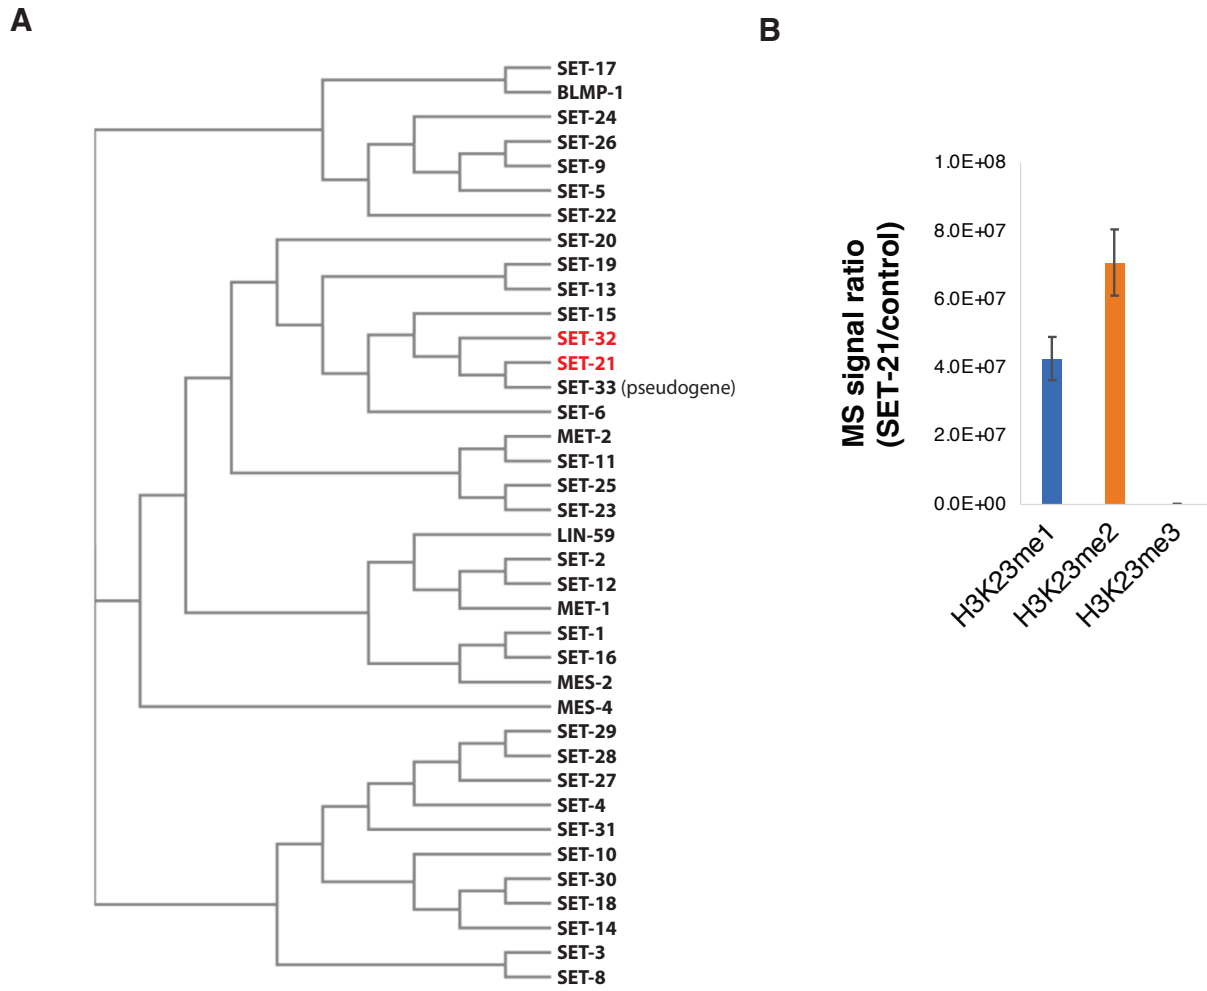 A
SET-17
BLMP-1
SET-24
SET-26
SET-9
SET-5
SET-22
SET-20
SET-19
SET-13
SET-15
SET-32
SET-21
SET-33 (pseudogene)
SET-6
MET-2
SET-11
SET-25
SET-23
LIN-59
SET-2
SET-12
MET-1
SET-1
SET-16
MES-2
MES-4
SET-29
SET-28
SET-27
SET-4
SET-31
SET-10
SET-30
SET-18
SET-14
SET-3
SET-8
B
MS signal ratio
(SET-21/control)
1.0E+08
8.0E+07
6.0E+07
4.0E+07
2.0E+07
0.0E+00
H3K23me1
H3K23me2
H3K23me3